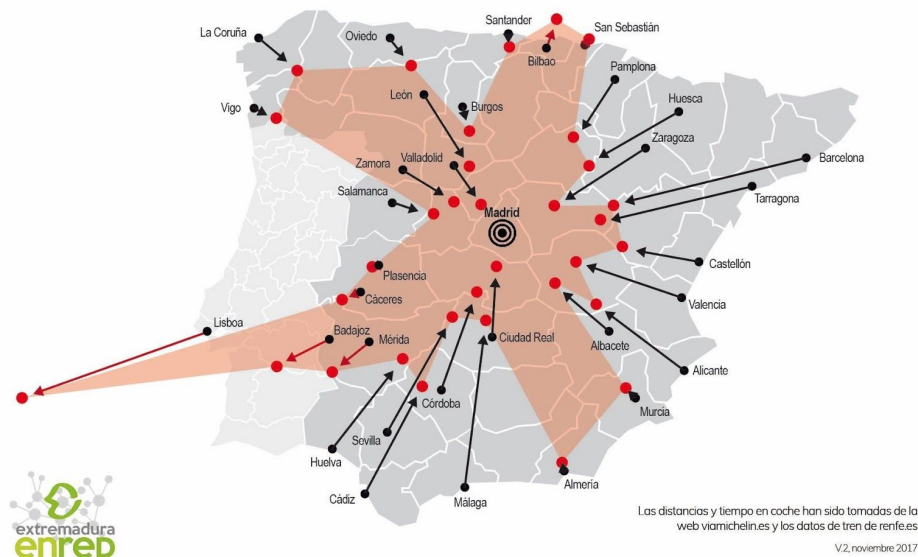 Santander
San Sebastián
La Coruña
Oviedo
Bilbao
Pamplona
León
Huesca
Vigo
Burgos
Zaragoza
Zamora
Valladolid
Barcelona
Salamanca
Tarragona
Madrid
Plasencia
Castellón
Cáceres
Valencia
Lisboa
Badajoz
Mérida
Ciudad Real
Albacete
Alicante
Córdoba
Murcia
Sevilla
Huelva
Cádiz
Málaga
Almería
Las distancias y tiempo en coche han sido tomadas de la
web viamichelin.es y los datos de tren de renfe.es
V.2, noviembre 2017
extremadura
enred